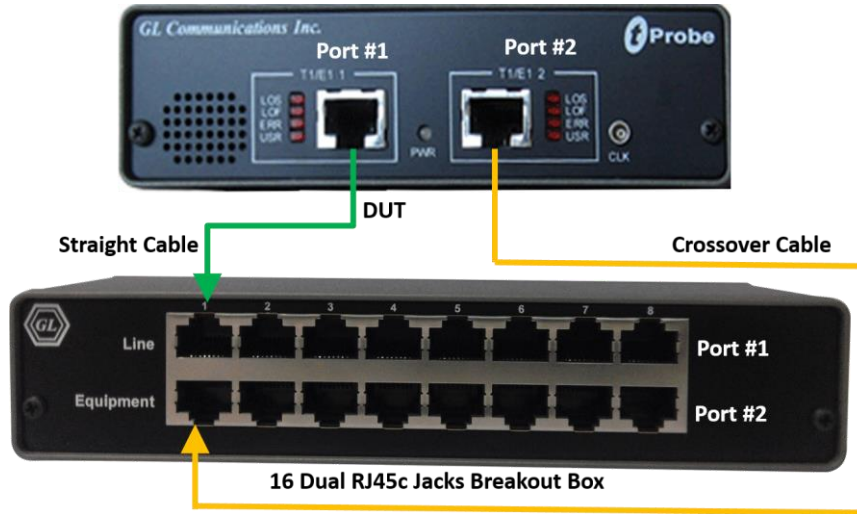 GL Communications Inc.
tProbe
Port #1
Port #2
T1/E1 1
T1/E1 2
LOS
LOF
ERR
USR
PWR
LOS
LOF
ERR
USR
CLK
DUT
Straight Cable
Crossover Cable
GL
1 2 3 4 5 6 7 8
Line
Port #1
Equipment
Port #2
16 Dual RJ45c Jacks Breakout Box